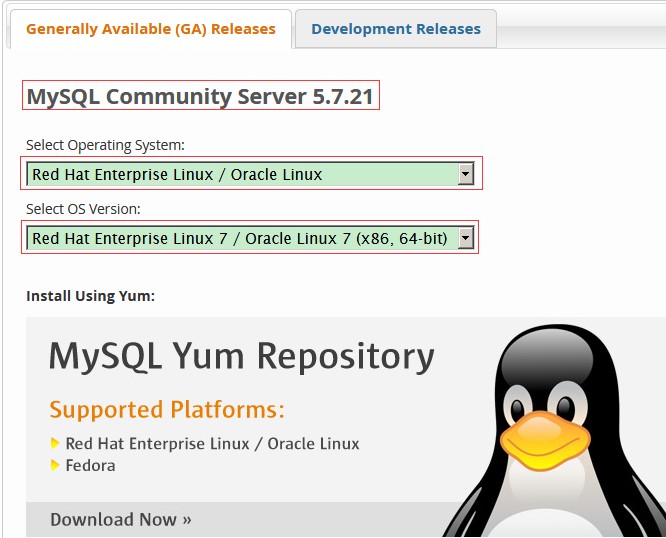 Generally Available (GA) Releases
Development Releases
MySQL Community Server 5.7.21
Select Operating System:
Red Hat Enterprise Linux / Oracle Linux
Select OS Version:
Red Hat Enterprise Linux 7 / Oracle Linux 7 (x86, 64-bit)
Install Using Yum:
MySQL Yum Repository
Supported Platforms:
Red Hat Enterprise Linux / Oracle Linux
Fedora
Download Now »